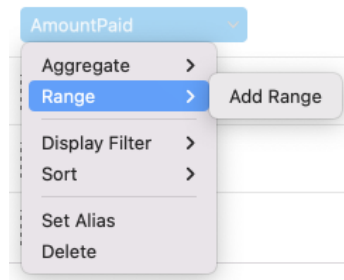 AmountPaid
Aggregate
Range
Add Range
Display Filter
Sort
Set Alias
Delete